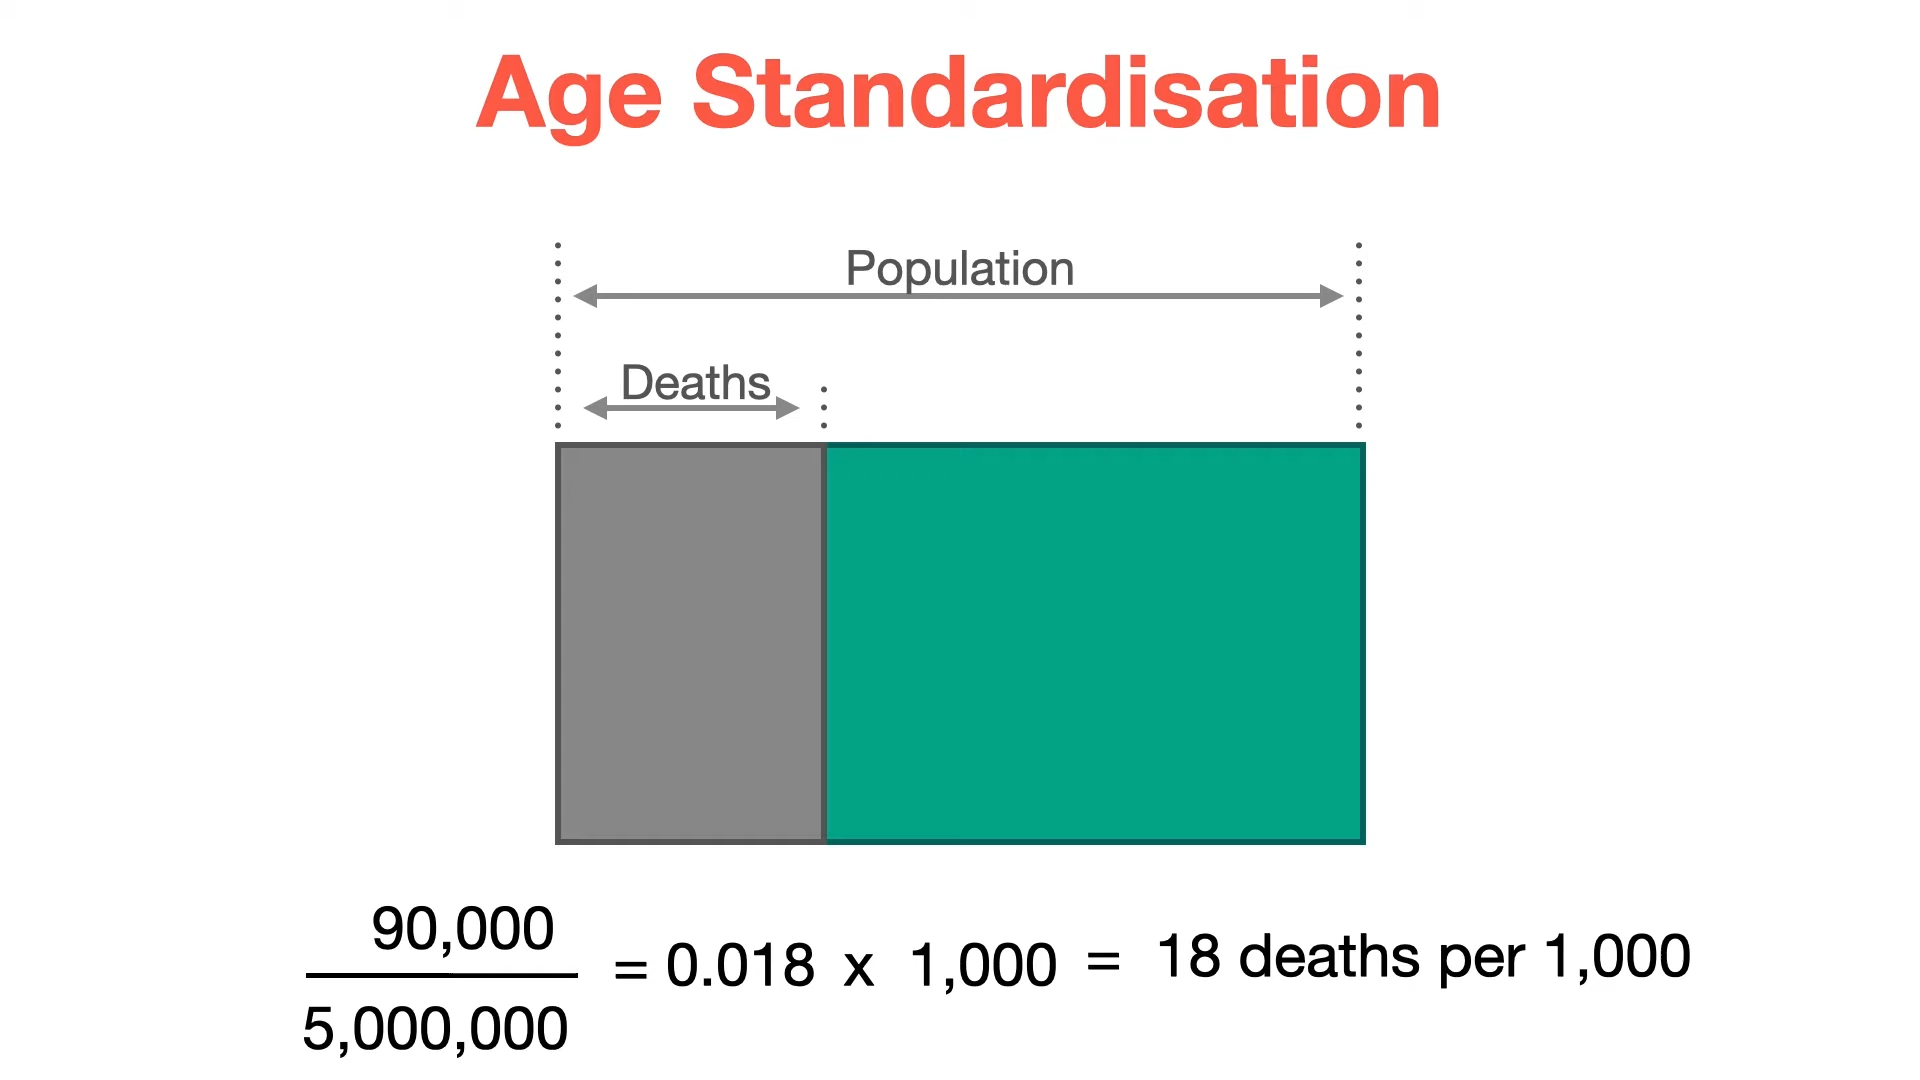 Age Standardisation
Population
Deaths
90,000
5,000,000
= 0.018 x 1,000 = 18 deaths per 1,000